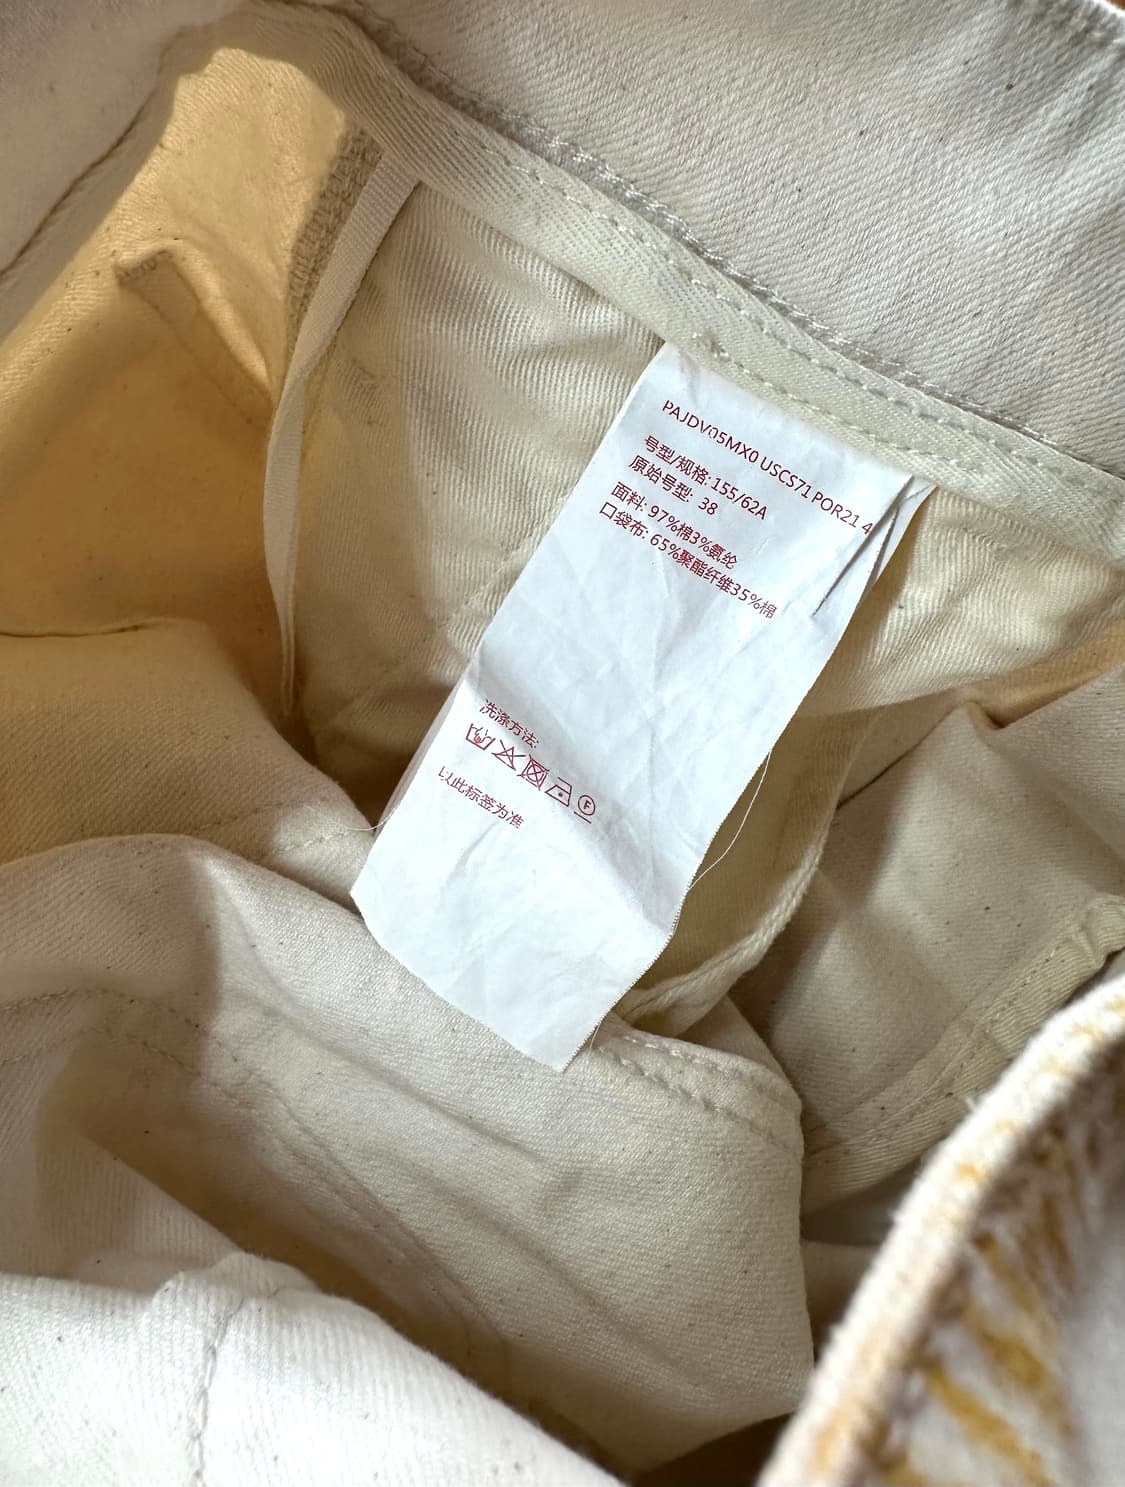 PAJDV05MX0 USCS71 POR21 4
号型/规格: 155/62A
原始号型: 38
面料: 97%棉3%氨纶
口袋布: 65%聚酯纤维35%棉
洗涤方法:
F
以此标签为准